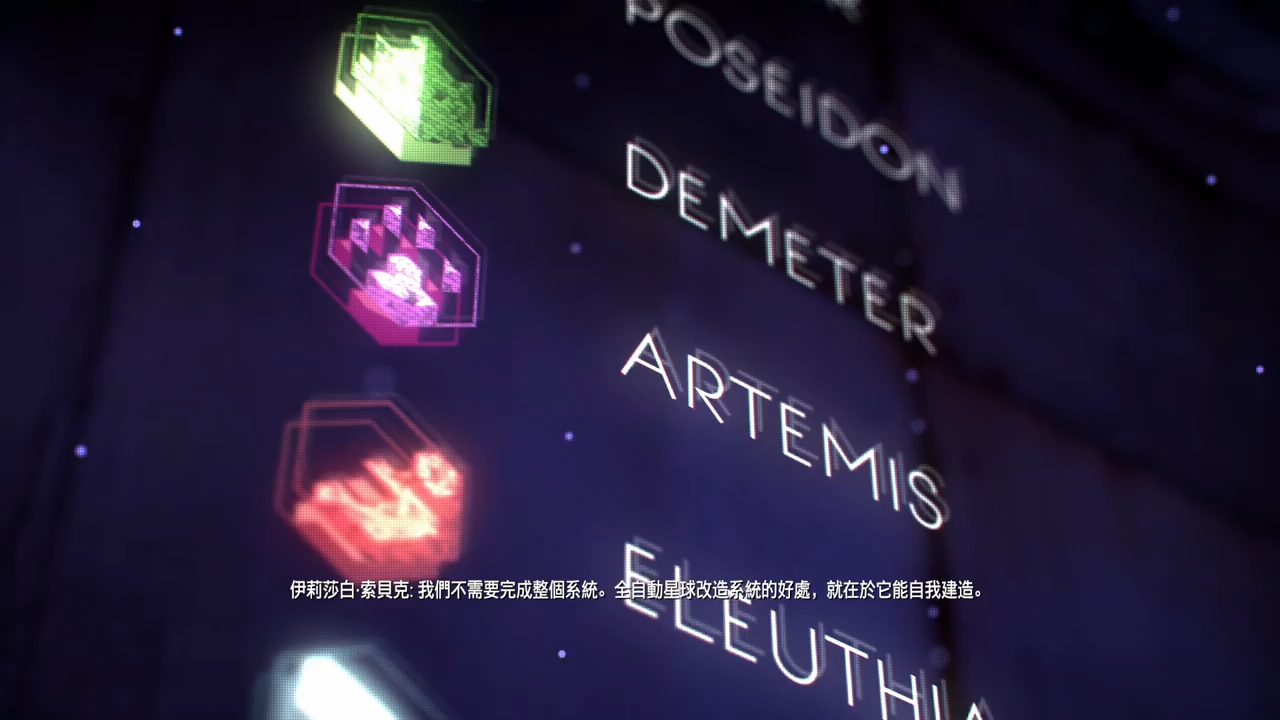 POSEIDON
DEMETER
ARTEMIS
伊莉莎白·索貝克: 我們不需要完成整個系統。全自動星球改造系統的好處，就在於它能自我建造。
ELEUTHIA